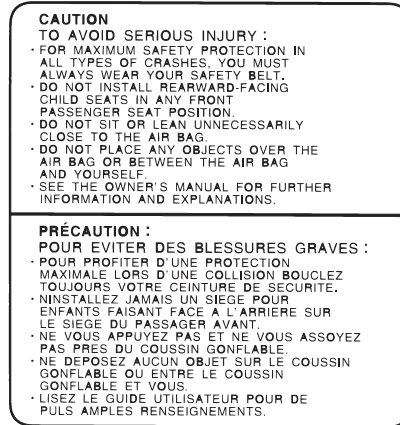 CAUTION
TO AVOID SERIOUS INJURY :
· FOR MAXIMUM SAFETY PROTECTION IN
ALL TYPES OF CRASHES, YOU MUST
ALWAYS WEAR YOUR SAFETY BELT.
· DO NOT INSTALL REARWARD-FACING
CHILD SEATS IN ANY FRONT
PASSENGER SEAT POSITION.
· DO NOT SIT OR LEAN UNNECESSARILY
CLOSE TO THE AIR BAG.
· DO NOT PLACE ANY OBJECTS OVER THE
AIR BAG OR BETWEEN THE AIR BAG
AND YOURSELF.
· SEE THE OWNER'S MANUAL FOR FURTHER
INFORMATION AND EXPLANATIONS.
PRÉCAUTION :
POUR EVITER DES BLESSURES GRAVES :
· POUR PROFITER D'UNE PROTECTION
MAXIMALE LORS D'UNE COLLISION BOUCLEZ
TOUJOURS VOTRE CEINTURE DE SECURITE.
· NINSTALLEZ JAMAIS UN SIEGE POUR
ENFANTS FAISANT FACE A L'ARRIERE SUR
LE SIEGE DU PASSAGER AVANT.
· NE VOUS APPUYEZ PAS ET NE VOUS ASSOYEZ
PAS PRES DU COUSSIN GONFLABLE.
· NE DEPOSEZ AUCUN OBJET SUR LE COUSSIN
GONFLABLE OU ENTRE LE COUSSIN
GONFLABLE ET VOUS.
· LISEZ LE GUIDE UTILISATEUR POUR DE
PULS AMPLES RENSEIGNEMENTS.